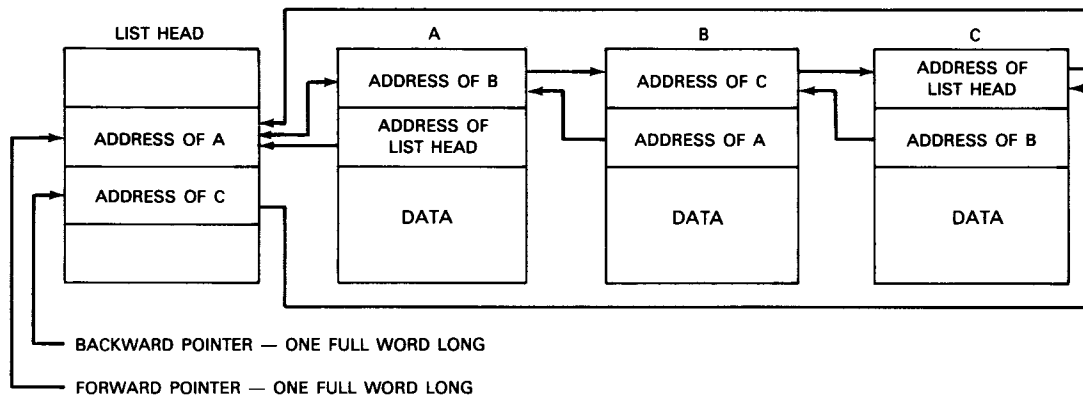 LIST HEAD
ADDRESS OF A
ADDRESS OF C
A
ADDRESS OF B
ADDRESS OF
LIST HEAD
DATA
B
ADDRESS OF C
ADDRESS OF A
DATA
C
ADDRESS OF
LIST HEAD
ADDRESS OF B
DATA
BACKWARD POINTER — ONE FULL WORD LONG
FORWARD POINTER — ONE FULL WORD LONG